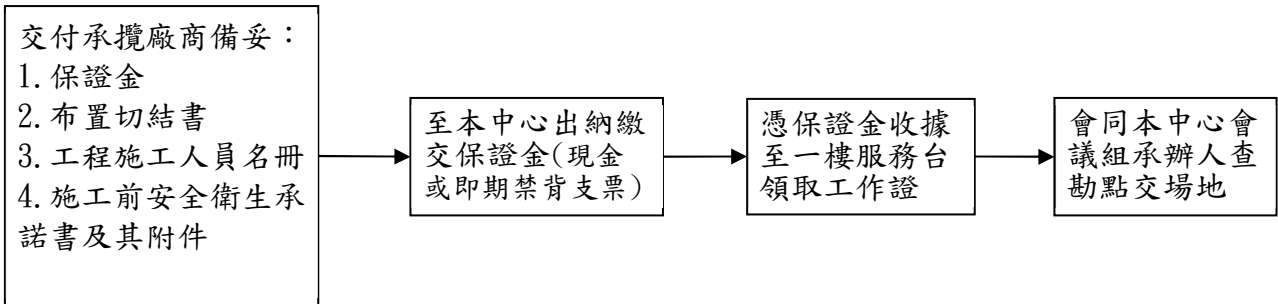 交付承攬廠商備妥：
1.保證金
2.布置切結書
3.工程施工人員名冊
4.施工前安全衛生承
諾書及其附件
至本中心出納繳
交保證金(現金
或即期禁背支票)
憑保證金收據
至一樓服務台
領取工作證
會同本中心會
議組承辦人查
勘點交場地